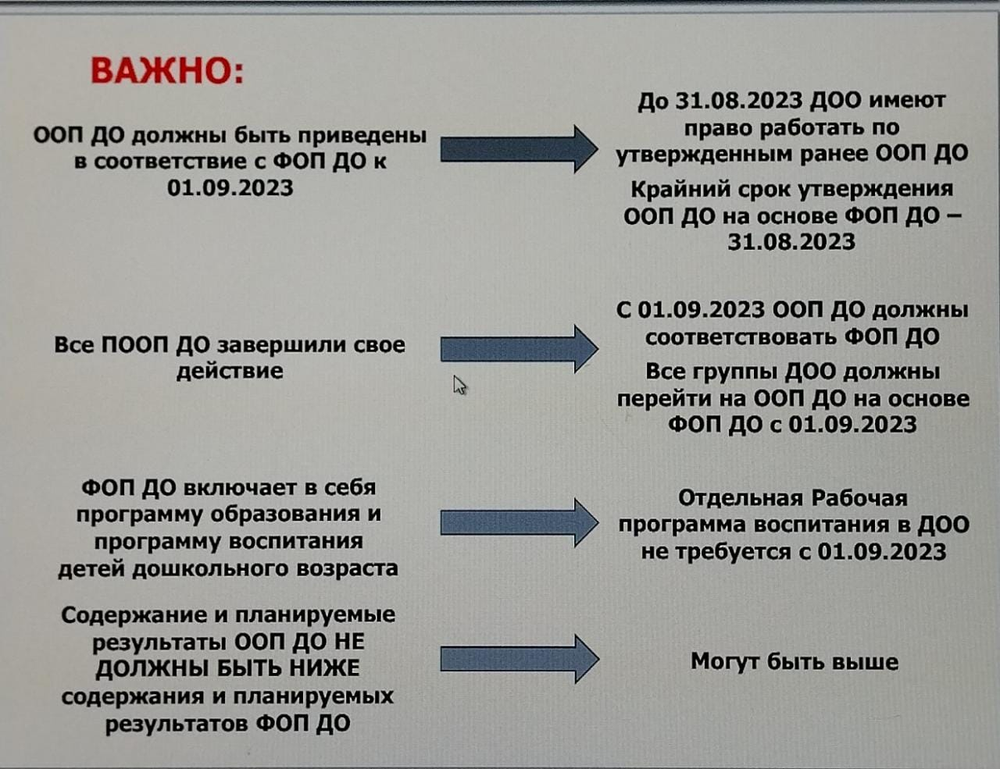 ВАЖНО:
ООП ДО должны быть приведены
в соответствие с ФОП ДО к
01.09.2023
До 31.08.2023 ДОО имеют
право работать по
утвержденным ранее ООП ДО
Крайний срок утверждения
ООП ДО на основе ФОП ДО –
31.08.2023
Все ПООП ДО завершили свое
действие
С 01.09.2023 ООП ДО должны
соответствовать ФОП ДО
Все группы ДОО должны
перейти на ООП ДО на основе
ФОП ДО с 01.09.2023
ФОП ДО включает в себя
программу образования и
программу воспитания
детей дошкольного возраста
Отдельная Рабочая
программа воспитания в ДОО
не требуется с 01.09.2023
Содержание и планируемые
результаты ООП ДО НЕ
ДОЛЖНЫ БЫТЬ НИЖЕ
содержания и планируемых
результатов ФОП ДО
Могут быть выше